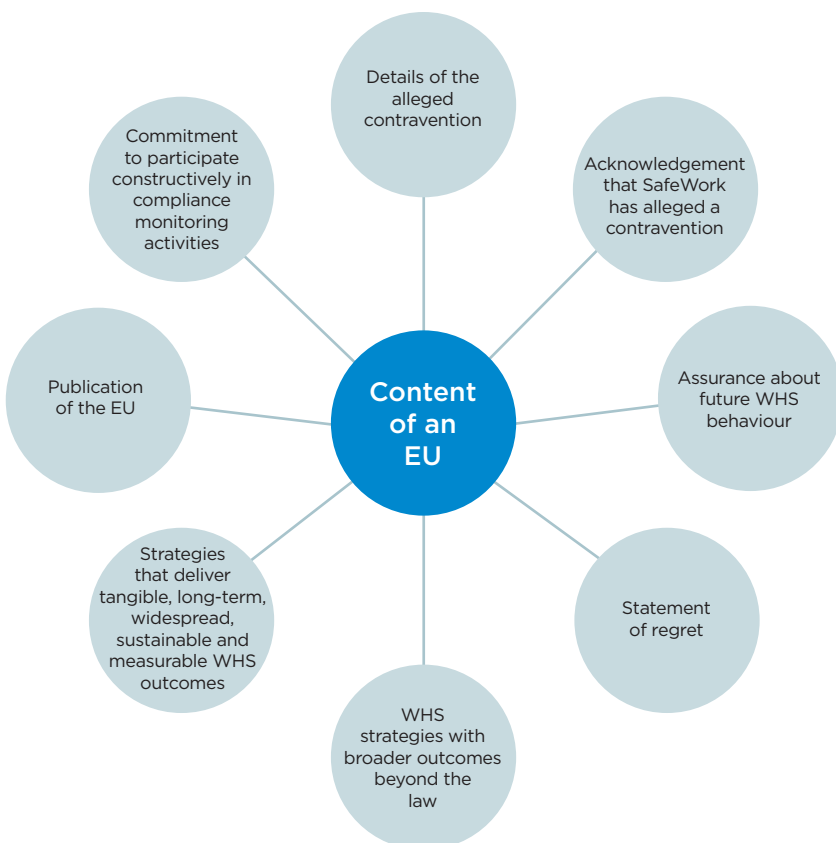 Details of the
alleged
contravention
Acknowledgement
that SafeWork
has alleged a
contravention
Assurance about
future WHS
behaviour
Statement
of regret
WHS
strategies with
broader outcomes
beyond the
law
Strategies
that deliver
tangible, long-term,
widespread,
sustainable and
measurable WHS
outcomes
Publication
of the EU
Commitment
to participate
constructively in
compliance
monitoring
activities
Content
of an
EU